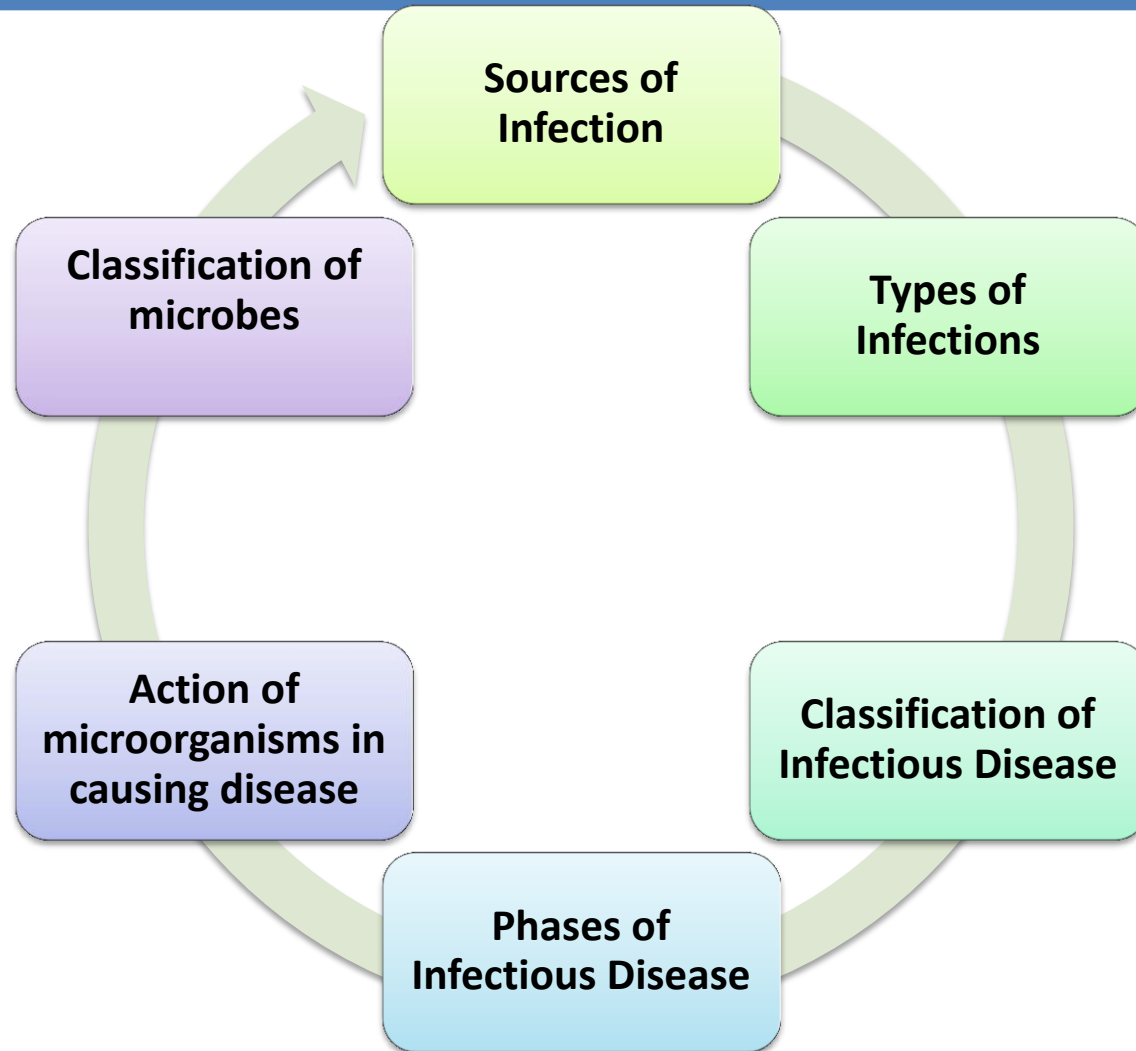 Sources of
Infection
Types of
Infections
Classification of
Infectious Disease
Phases of
Infectious Disease
Action of
microorganisms in
causing disease
Classification of
microbes